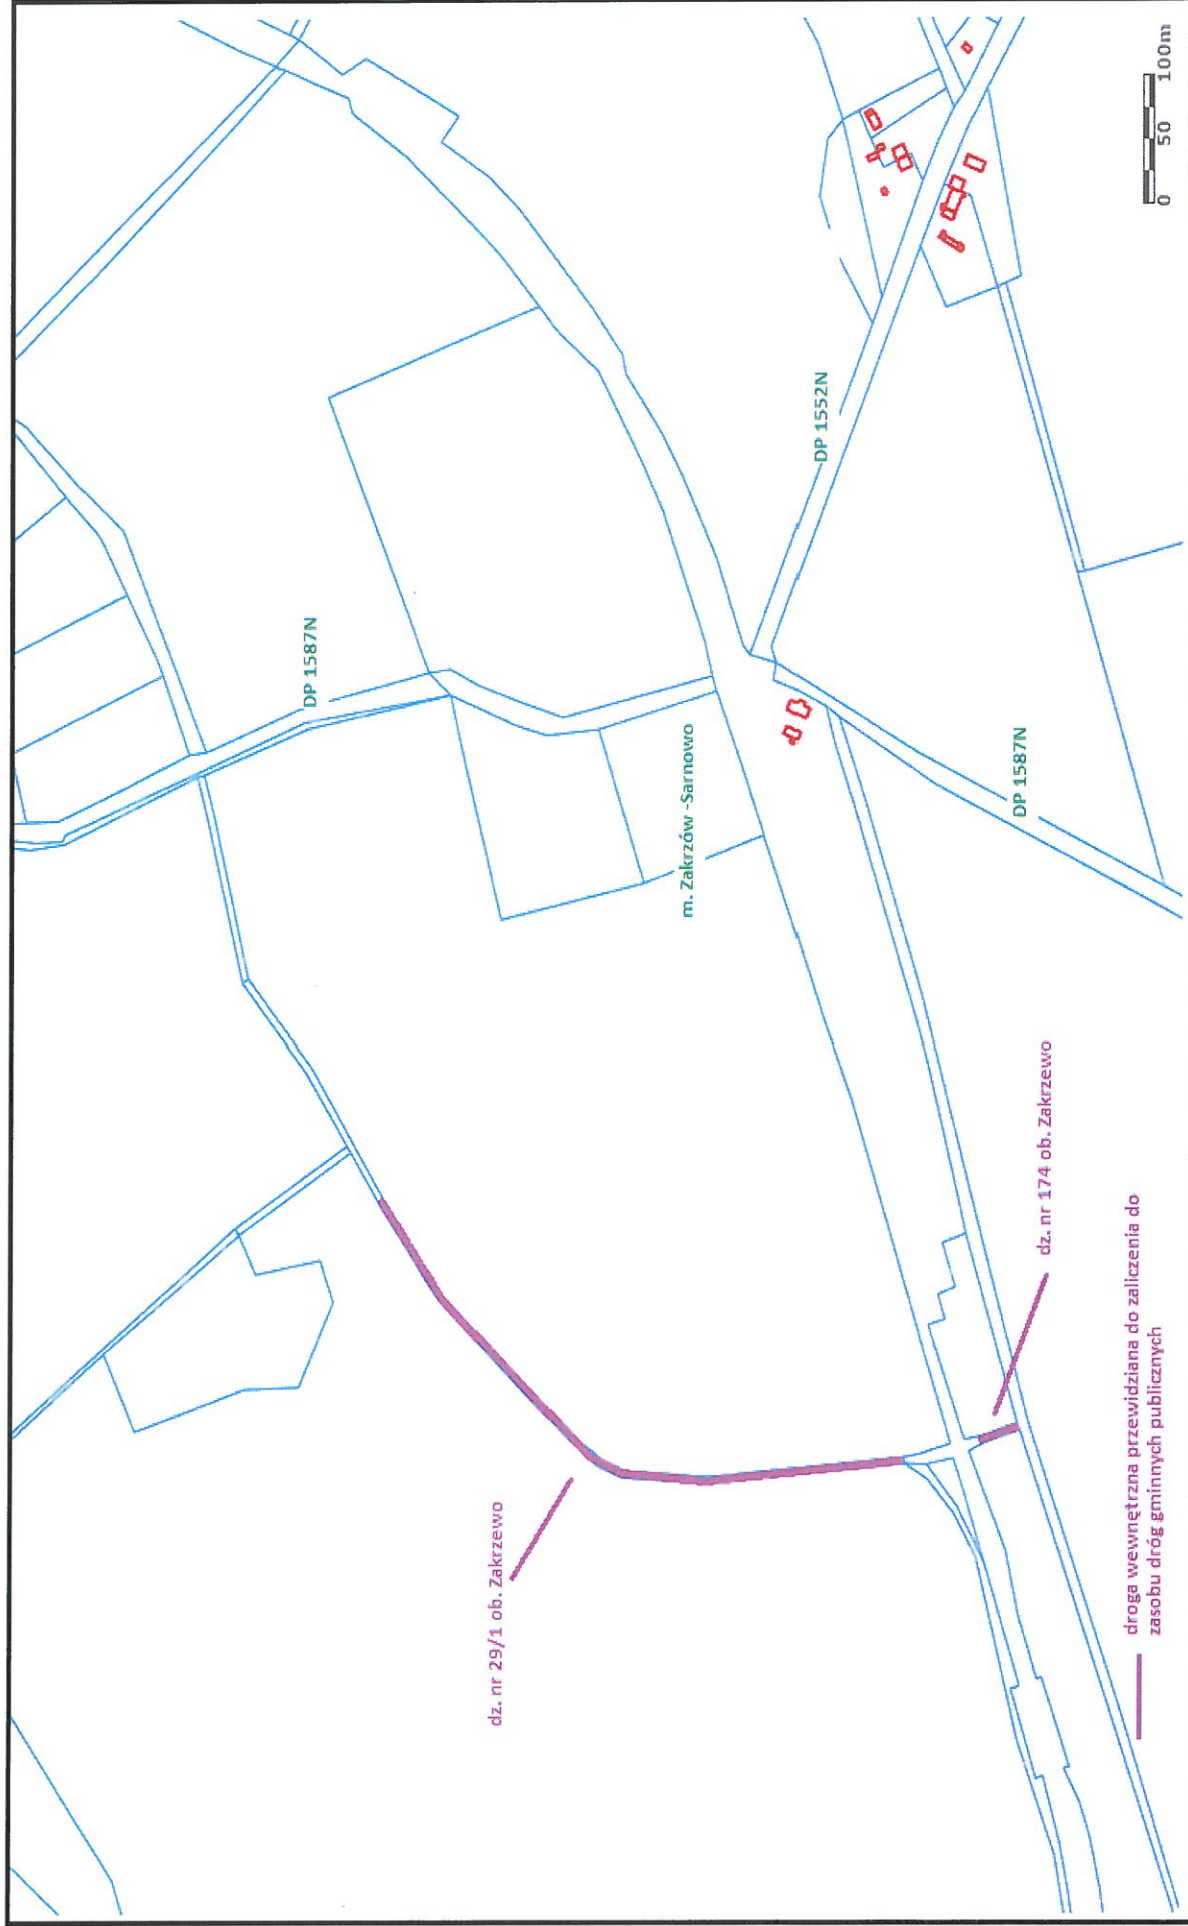 dz. nr 29/1 ob. Zakrzewo
DP 1587N
m. Zakrzów -Sarnowo
DP 1552N
DP 1587N
dz. nr 174 ob. Zakrzewo
droga wewnętrzna przewidziana do zaliczenia do
zasobu dróg gminnych publicznych
0 50 100m